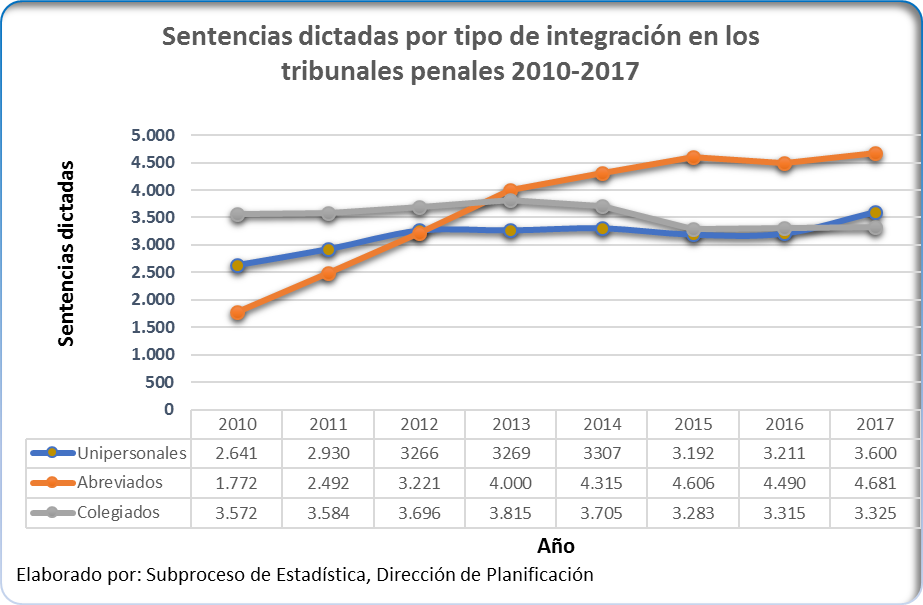 Sentencias dictadas por tipo de integración en los
tribunales penales 2010-2017
Sentencias dictadas
5.000
4.500
4.000
3.500
3.000
2.500
2.000
1.500
1.000
500
0
2010 2011 2012 2013 2014 2015 2016 2017
Unipersonales 2.641 2.930 3266 3269 3307 3.192 3.211 3.600
Abreviados 1.772 2.492 3.221 4.000 4.315 4.606 4.490 4.681
Colegiados 3.572 3.584 3.696 3.815 3.705 3.283 3.315 3.325
Año
Elaborado por: Subproceso de Estadística, Dirección de Planificación